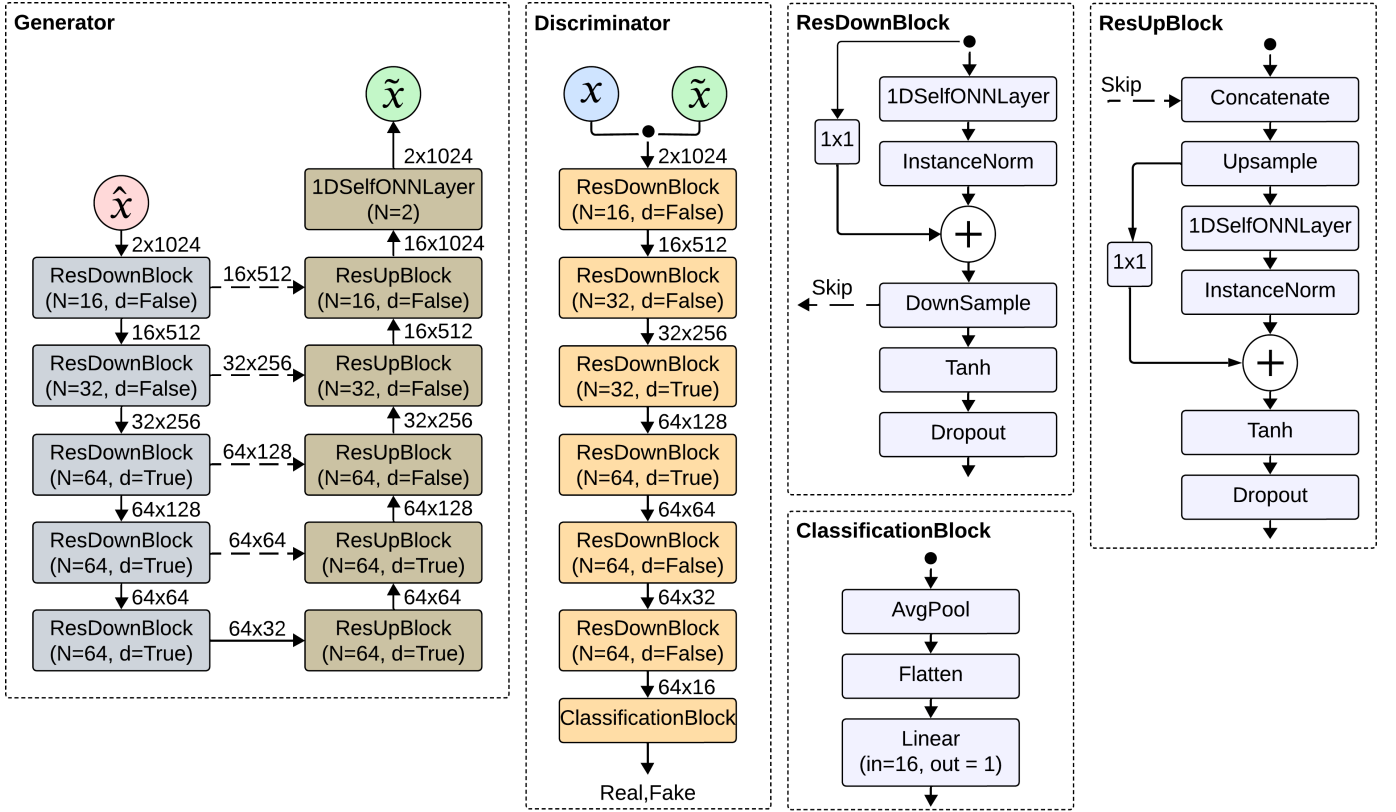 Generator
x̃
2x1024
1DSelfONNLayer
(N=2)
x̂
2x1024
16x1024
ResDownBlock
(N=16, d=False)
16x512
ResUpBlock
(N=16, d=False)
16x512
16x512
ResDownBlock
(N=32, d=False)
32x256
ResUpBlock
(N=32, d=False)
32x256
32x256
ResDownBlock
(N=64, d=True)
64x128
ResUpBlock
(N=64, d=False)
64x128
64x128
ResDownBlock
(N=64, d=True)
64x64
ResUpBlock
(N=64, d=True)
64x64
64x64
ResDownBlock
(N=64, d=True)
64x32
ResUpBlock
(N=64, d=True)
Discriminator
x
x̃
2x1024
ResDownBlock
(N=16, d=False)
16x512
ResDownBlock
(N=32, d=False)
32x256
ResDownBlock
(N=32, d=True)
64x128
ResDownBlock
(N=64, d=True)
64x64
ResDownBlock
(N=64, d=False)
64x32
ResDownBlock
(N=64, d=False)
64x16
ClassificationBlock
Real,Fake
ResDownBlock
1DSelfONNLayer
1x1
InstanceNorm
+
Skip
DownSample
Tanh
Dropout
ClassificationBlock
AvgPool
Flatten
Linear
(in=16, out = 1)
ResUpBlock
Skip
Concatenate
Upsample
1DSelfONNLayer
1x1
InstanceNorm
+
Tanh
Dropout